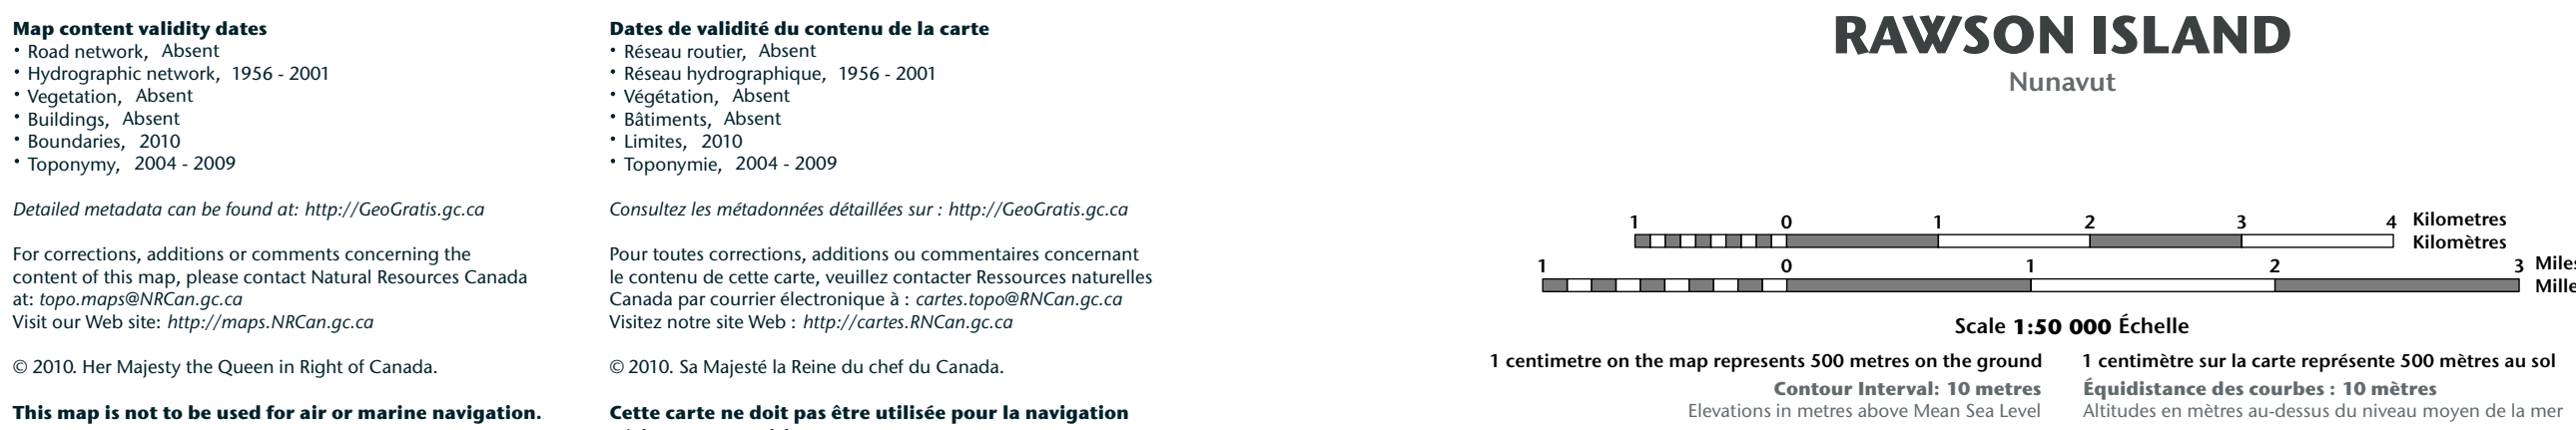 Map content validity dates
• Road network, Absent
• Hydrographic network, 1956 - 2001
• Vegetation, Absent
• Buildings, Absent
• Boundaries, 2010
• Toponymy, 2004 - 2009
Detailed metadata can be found at: http://GeoGratis.gc.ca
For corrections, additions or comments concerning the
content of this map, please contact Natural Resources Canada
at: topo.maps@NRCan.gc.ca
Visit our Web site: http://maps.NRCan.gc.ca
© 2010. Her Majesty the Queen in Right of Canada.
This map is not to be used for air or marine navigation.
Dates de validité du contenu de la carte
• Réseau routier, Absent
• Réseau hydrographique, 1956 - 2001
• Végétation, Absent
• Bâtiments, Absent
• Limites, 2010
• Toponymie, 2004 - 2009
Consultez les métadonnées détaillées sur : http://GeoGratis.gc.ca
Pour toutes corrections, additions ou commentaires concernant
le contenu de cette carte, veuillez contacter Ressources naturelles
Canada par courrier électronique à : cartes.topo@RNCan.gc.ca
Visitez notre site Web : http://cartes.RNCan.gc.ca
© 2010. Sa Majesté la Reine du chef du Canada.
Cette carte ne doit pas être utilisée pour la navigation
RAWSON ISLAND
Nunavut
1 0 1 2 3 4 Kilometres
Kilomètres
1 0 1 2 3
Scale 1:50 000 Échelle
1 centimetre on the map represents 500 metres on the ground
1 centimètre sur la carte représente 500 mètres au sol
Contour Interval: 10 metres
Équidistance des courbes : 10 mètres
Elevations in metres above Mean Sea Level
Altitudes en mètres au-dessus du niveau moyen de la mer